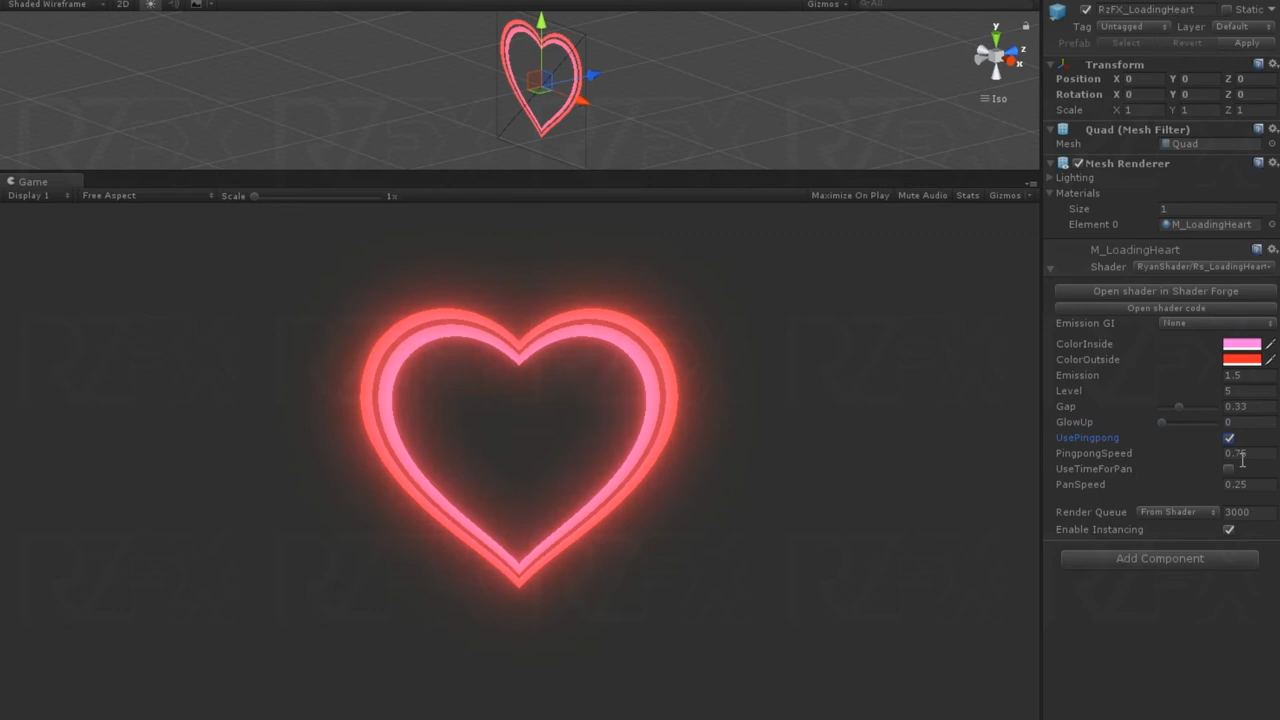 Shaded Wireframe 2D Gizmos All
RzFX_LoadingHeart Static
Tag Untagged Layer Default
Prefab Select Revert Apply
y
z
x
Iso
Transform
Position X 0 Y 0 Z 0
Rotation X 0 Y 0 Z 0
Scale X 1 Y 1 Z 1
Quad (Mesh Filter)
Mesh Quad
Mesh Renderer
Lighting
Materials
Size 1
Element 0 M_LoadingHeart
Game
Display 1 Free Aspect Scale 1x Maximize On Play Mute Audio Stats Gizmos
M_LoadingHeart
Shader RyanShader/Rs_LoadingHeart
Open shader in Shader Forge
Open shader code
Emission GI None
ColorInside
ColorOutside
Emission 1.5
Level 5
Gap 0.33
GlowUp 0
UsePingpong
PingpongSpeed 0.75
UseTimeForPan
PanSpeed 0.25
Render Queue From Shader 3000
Enable Instancing
Add Component